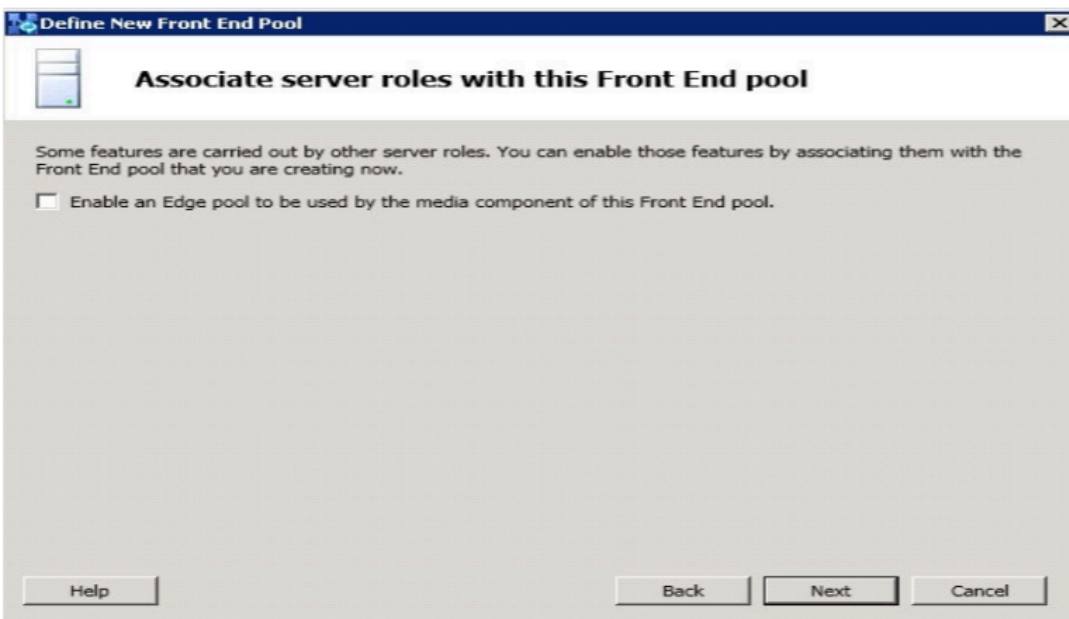 Define New Front End Pool
Associate server roles with this Front End pool
Some features are carried out by other server roles. You can enable those features by associating them with the
Front End pool that you are creating now.
Enable an Edge pool to be used by the media component of this Front End pool.
Help
Back
Next
Cancel